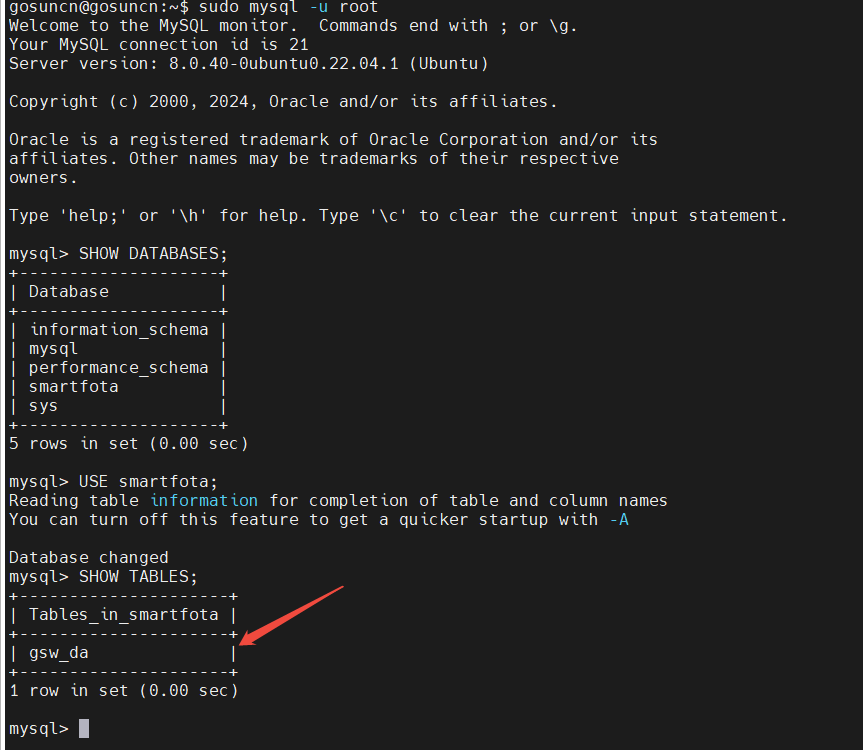 gosuncn@gosuncn:~$ sudo mysql -u root
Welcome to the MySQL monitor.  Commands end with ; or \g.
Your MySQL connection id is 21
Server version: 8.0.40-0ubuntu0.22.04.1 (Ubuntu)
Copyright (c) 2000, 2024, Oracle and/or its affiliates.
Oracle is a registered trademark of Oracle Corporation and/or its
affiliates. Other names may be trademarks of their respective
owners.
Type 'help;' or '\h' for help. Type '\c' to clear the current input statement.
mysql> SHOW DATABASES;
+--------------------+
| Database           |
+--------------------+
| information_schema |
| mysql              |
| performance_schema |
| smartfota          |
| sys                |
+--------------------+
5 rows in set (0.00 sec)
mysql> USE smartfota;
Reading table information for completion of table and column names
You can turn off this feature to get a quicker startup with -A
Database changed
mysql> SHOW TABLES;
+---------------------+
| Tables_in_smartfota |
+---------------------+
| gsw_da              |
+---------------------+
1 row in set (0.00 sec)
mysql>